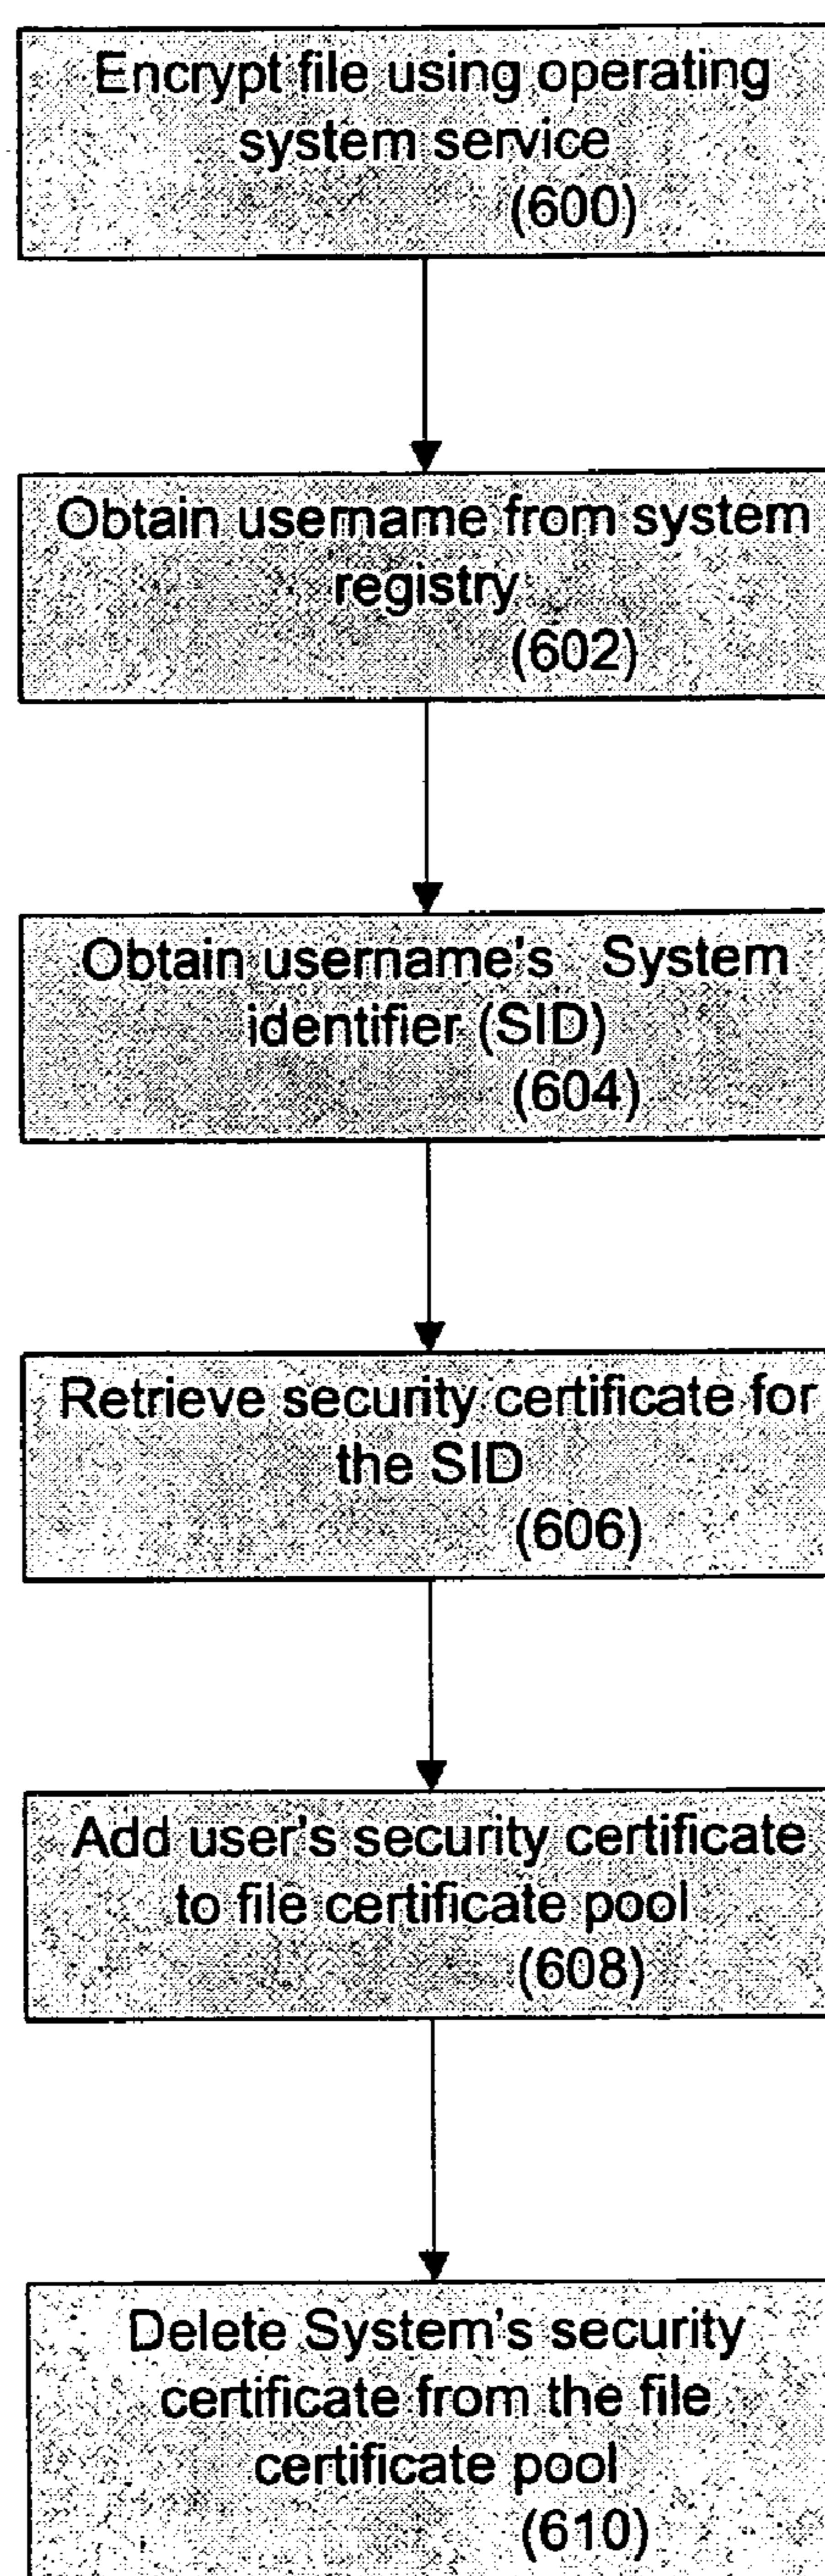 Encrypt file using operating
system service
(600)
Obtain username from system
registry
(602)
Obtain username's System
identifier (SID)
(604)
Retrieve security certificate for
the SID
(606)
Add user's security certificate
to file certificate pool
(608)
Delete System's security
certificate from the file
certificate pool
(610)